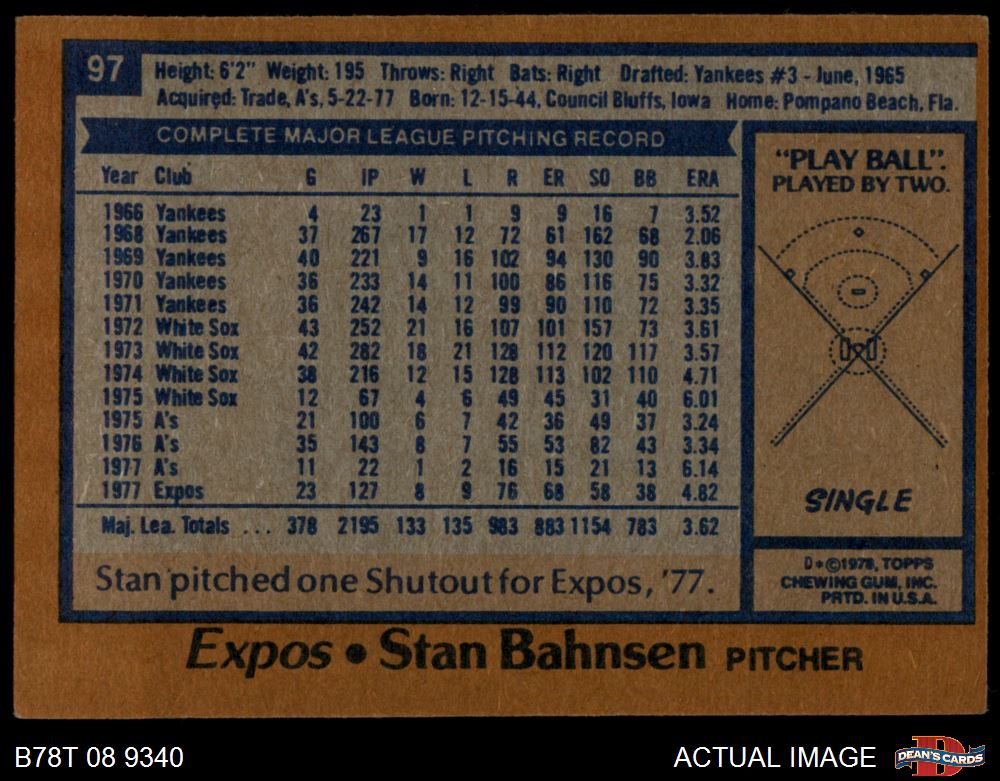 97
Height: 6'2" Weight: 195 Throws: Right Bats: Right Drafted: Yankees #3 - June, 1965
Acquired: Trade, A's, 5-22-77 Born: 12-15-44, Council Bluffs, Iowa Home: Pompano Beach, Fla.
COMPLETE MAJOR LEAGUE PITCHING RECORD
Year Club G IP W L R ER SO BB ERA
1966 Yankees 4 23 1 1 9 9 16 7 3.52
1968 Yankees 37 267 17 12 72 61 162 68 2.06
1969 Yankees 40 221 9 16 102 94 130 90 3.83
1970 Yankees 36 233 14 11 100 86 116 75 3.32
1971 Yankees 36 242 14 12 99 90 110 72 3.35
1972 White Sox 43 252 21 16 107 101 157 73 3.61
1973 White Sox 42 282 18 21 128 112 120 117 3.57
1974 White Sox 38 216 12 15 128 113 102 110 4.71
1975 White Sox 12 67 4 6 49 45 31 40 6.01
1975 A's 21 100 6 7 42 36 49 37 3.24
1976 A's 35 143 8 7 55 53 82 43 3.34
1977 A's 11 22 1 2 16 15 21 13 6.14
1977 Expos 23 127 8 9 76 68 58 38 4.82
Maj. Lea. Totals ... 378 2195 133 135 983 883 1154 783 3.62
Stan pitched one Shutout for Expos, '77.
"PLAY BALL".
PLAYED BY TWO.
SINGLE
D*©1978, TOPPS
CHEWING GUM, INC.
PRTD. IN U.S.A.
Expos • Stan Bahnsen PITCHER
B78T 08 9340
ACTUAL IMAGE
D
DEAN'S CARDS